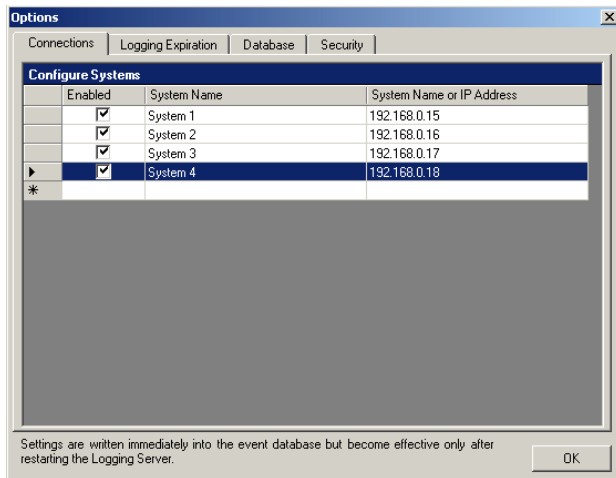 Options
Connections Logging Expiration Database Security
Configure Systems
Enabled System Name System Name or IP Address
System 1 192.168.0.15
System 2 192.168.0.16
System 3 192.168.0.17
System 4 192.168.0.18
Settings are written immediately into the event database but become effective only after
restarting the Logging Server.
OK